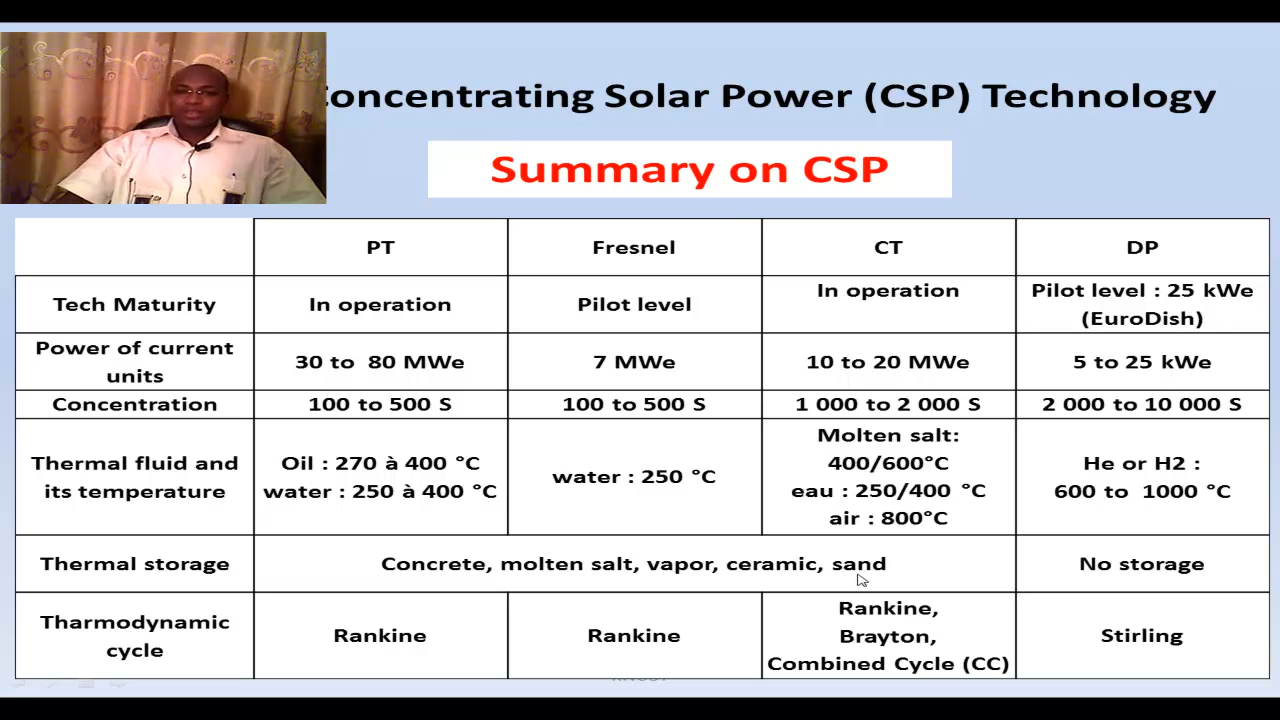 Concentrating Solar Power (CSP) Technology
Summary on CSP
PT Fresnel CT DP
Tech Maturity In operation Pilot level In operation Pilot level : 25 kWe
(EuroDish)
Power of current
units 30 to 80 MWe 7 MWe 10 to 20 MWe 5 to 25 kWe
Concentration 100 to 500 S 100 to 500 S 1 000 to 2 000 S 2 000 to 10 000 S
Thermal fluid and
its temperature
Oil : 270 à 400 °C
water : 250 à 400 °C
water : 250 °C
Molten salt:
400/600°C
eau : 250/400 °C
air : 800°C
He or H2 :
600 to 1000 °C
Thermal storage Concrete, molten salt, vapor, ceramic, sand No storage
Tharmodynamic
cycle
Rankine
Rankine
Rankine,
Brayton,
Combined Cycle (CC)
Stirling